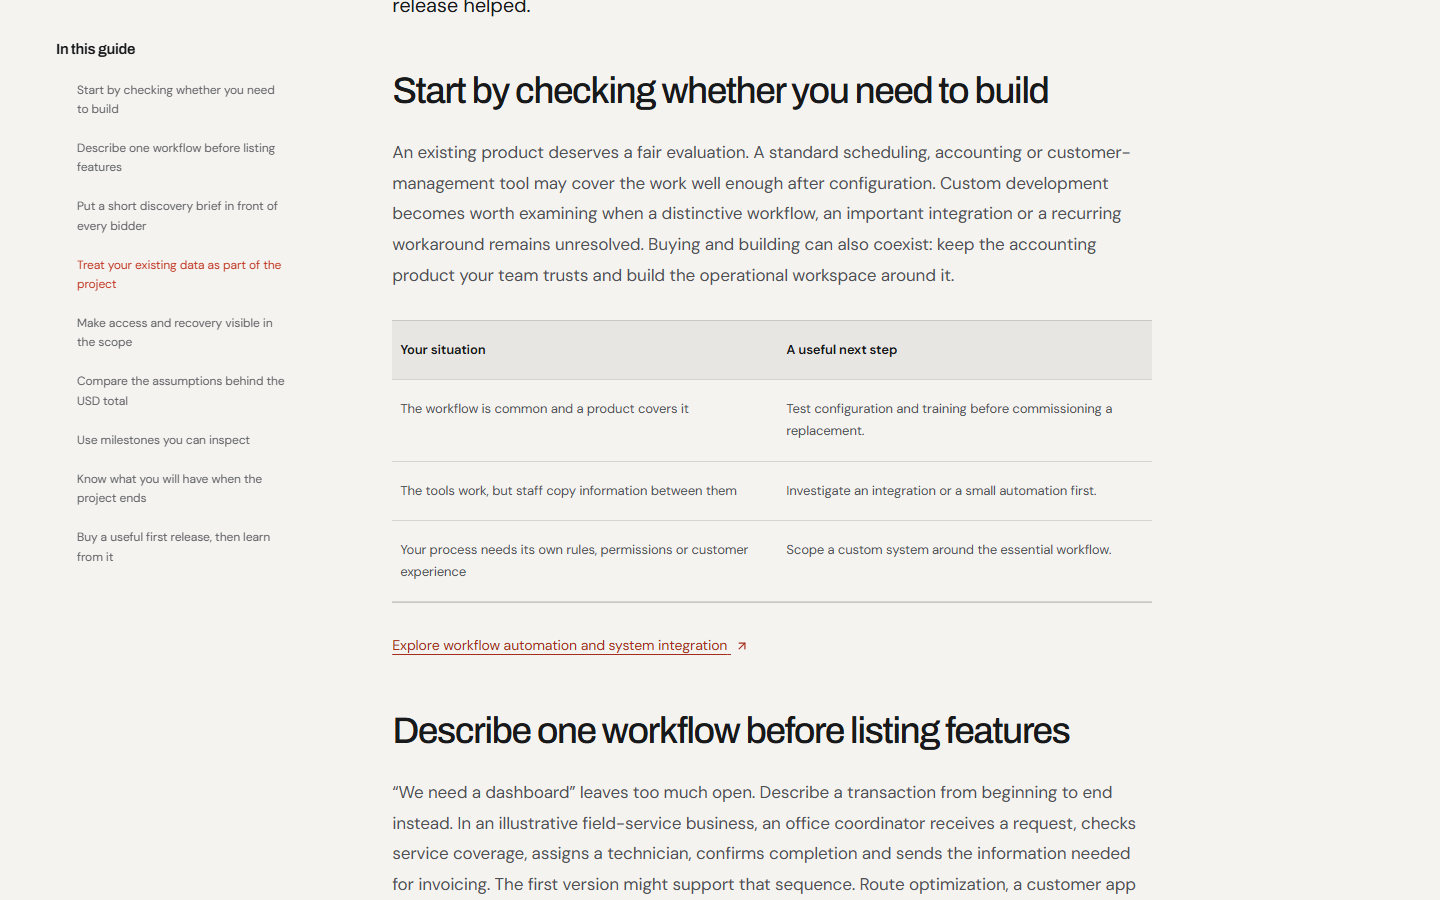 release helped.
In this guide
Start by checking whether you need
to build
Describe one workflow before listing
features
Put a short discovery brief in front of
every bidder
Treat your existing data as part of the
project
Make access and recovery visible in
the scope
Compare the assumptions behind the
USD total
Use milestones you can inspect
Know what you will have when the
project ends
Buy a useful first release, then learn
from it
Start by checking whether you need to build
An existing product deserves a fair evaluation. A standard scheduling, accounting or customer-
management tool may cover the work well enough after configuration. Custom development
becomes worth examining when a distinctive workflow, an important integration or a recurring
workaround remains unresolved. Buying and building can also coexist: keep the accounting
product your team trusts and build the operational workspace around it.
Your situation
A useful next step
The workflow is common and a product covers it
Test configuration and training before commissioning a
replacement.
The tools work, but staff copy information between them
Investigate an integration or a small automation first.
Your process needs its own rules, permissions or customer
experience
Scope a custom system around the essential workflow.
Explore workflow automation and system integration ↗
Describe one workflow before listing features
“We need a dashboard” leaves too much open. Describe a transaction from beginning to end
instead. In an illustrative field-service business, an office coordinator receives a request, checks
service coverage, assigns a technician, confirms completion and sends the information needed
for invoicing. The first version might support that sequence. Route optimization, a customer app